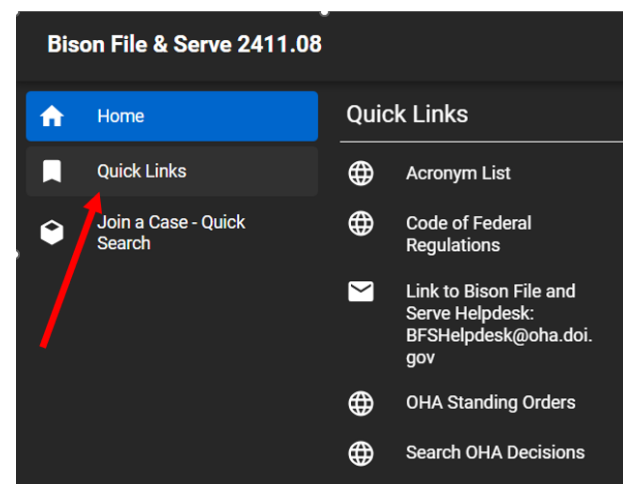 Bison File & Serve 2411.08
Home
Quick Links
Join a Case - Quick
Search
Quick Links
Acronym List
Code of Federal
Regulations
Link to Bison File and
Serve Helpdesk:
BFSHelpdesk@oha.doi.
gov
OHA Standing Orders
Search OHA Decisions